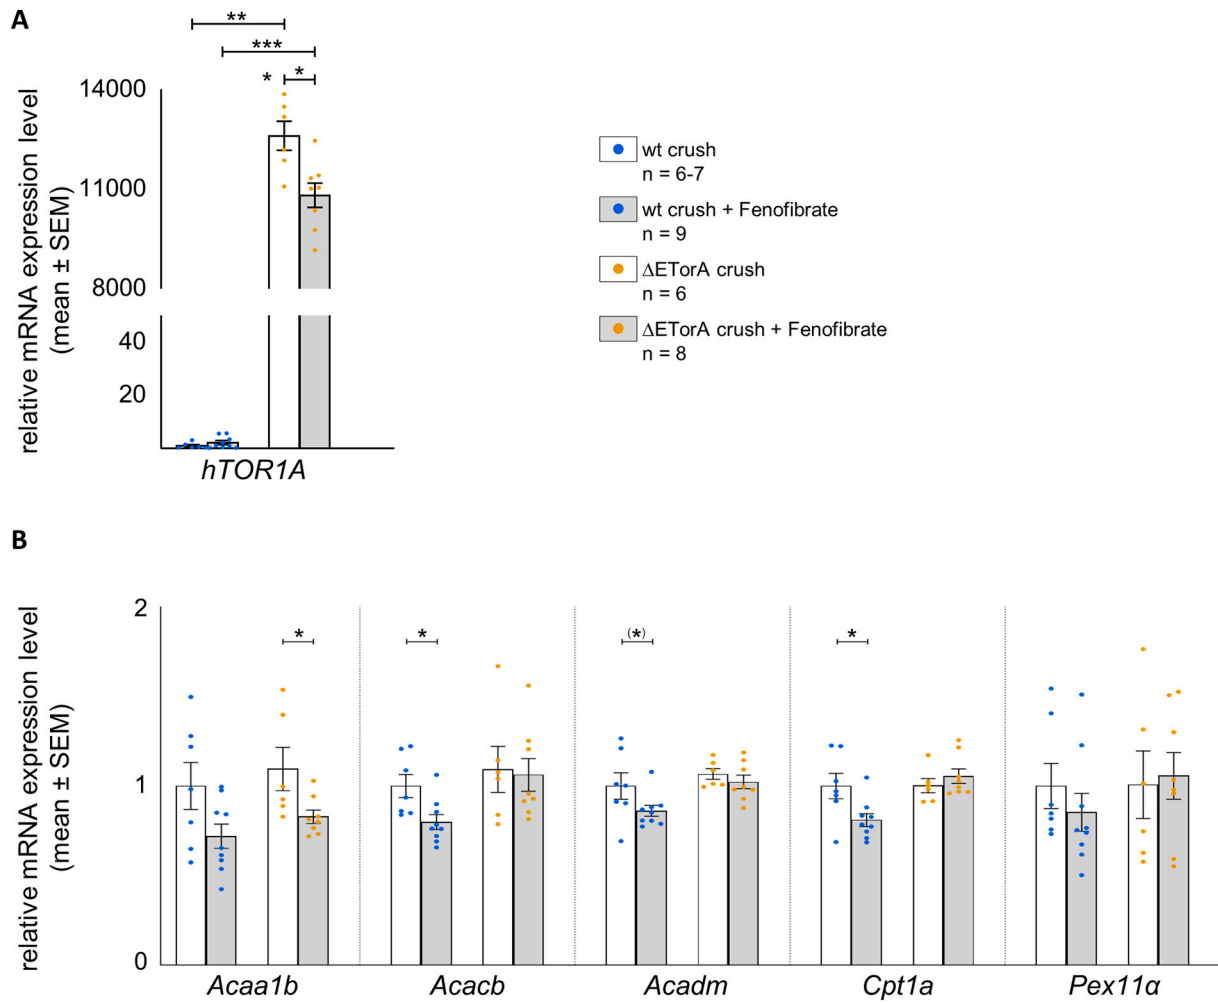 A
**
***
* *
14000
11000
8000
40
20
relative mRNA expression level
(mean ± SEM)
hTOR1A
wt crush
n = 6-7
wt crush + Fenofibrate
n = 9
ΔETorA crush
n = 6
ΔETorA crush + Fenofibrate
n = 8
B
relative mRNA expression level
(mean ± SEM)
2
1
0
* * (*) *
Acaa1b Acacb Acadm Cpt1a Pex11α